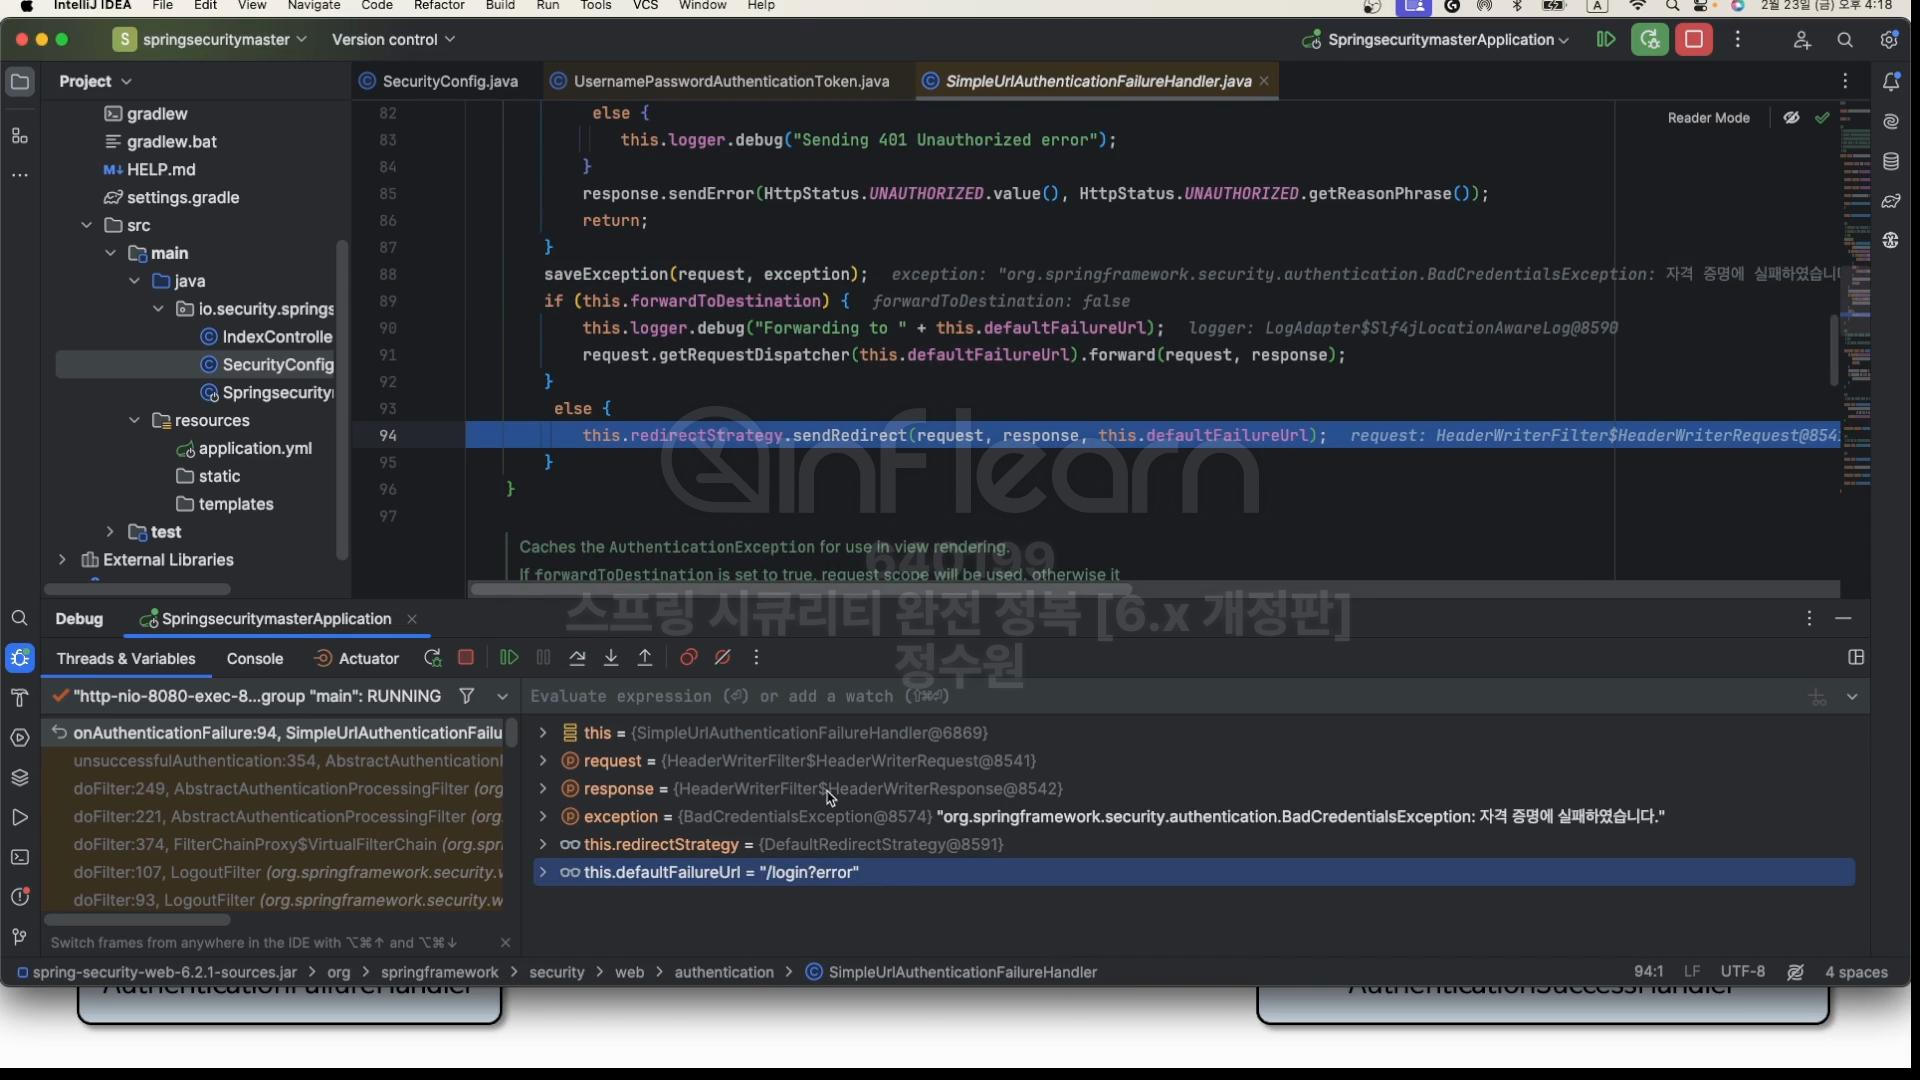 IntelliJ IDEA File Edit View Navigate Code Refactor Build Run Tools VCS Window Help A 2월 23일 (금) 오후 4:18
S springsecuritymaster Version control SpringsecuritymasterApplication
Project
SecurityConfig.java UsernamePasswordAuthenticationToken.java SimpleUrlAuthenticationFailureHandler.java
Reader Mode
gradlew
gradlew.bat
HELP.md
settings.gradle
src
main
java
io.security.springs
IndexControlle
SecurityConfig
Springsecurity
resources
application.yml
static
templates
test
External Libraries
82 else {
83 this.logger.debug("Sending 401 Unauthorized error");
84 }
85 response.sendError(HttpStatus.UNAUTHORIZED.value(), HttpStatus.UNAUTHORIZED.getReasonPhrase());
86 return;
87 }
88 saveException(request, exception); exception: "org.springframework.security.authentication.BadCredentialsException: 자격 증명에 실패하였습니
89 if (this.forwardToDestination) { forwardToDestination: false
90 this.logger.debug("Forwarding to " + this.defaultFailureUrl); logger: LogAdapter$Slf4jLocationAwareLog@8590
91 request.getRequestDispatcher(this.defaultFailureUrl).forward(request, response);
92 }
93 else {
94 this.redirectStrategy.sendRedirect(request, response, this.defaultFailureUrl); request: HeaderWriterFilter$HeaderWriterRequest@854
95 }
96 }
97
Caches the AuthenticationException for use in view rendering.
If forwardToDestination is set to true, request scope will be used, otherwise it
inflearn
640199
스프링 시큐리티 완전 정복 [6.x 개정판]
정수원
Debug SpringsecuritymasterApplication
Threads & Variables Console Actuator
"http-nio-8080-exec-8...group "main": RUNNING
Evaluate expression (⏎) or add a watch (⇧⌘⏎)
onAuthenticationFailure:94, SimpleUrlAuthenticationFailu
unsuccessfulAuthentication:354, AbstractAuthentication
doFilter:249, AbstractAuthenticationProcessingFilter (org
doFilter:221, AbstractAuthenticationProcessingFilter (org.
doFilter:374, FilterChainProxy$VirtualFilterChain (org.spri
doFilter:107, LogoutFilter (org.springframework.security.w
doFilter:93, LogoutFilter (org.springframework.security.w
this = {SimpleUrlAuthenticationFailureHandler@6869}
request = {HeaderWriterFilter$HeaderWriterRequest@8541}
response = {HeaderWriterFilter$HeaderWriterResponse@8542}
exception = {BadCredentialsException@8574} "org.springframework.security.authentication.BadCredentialsException: 자격 증명에 실패하였습니다."
this.redirectStrategy = {DefaultRedirectStrategy@8591}
this.defaultFailureUrl = "/login?error"
Switch frames from anywhere in the IDE with ⌥⌘↑ and ⌥⌘↓
spring-security-web-6.2.1-sources.jar > org > springframework > security > web > authentication > SimpleUrlAuthenticationFailureHandler
94:1 LF UTF-8 4 spaces
AuthenticationFailureHandler
AuthenticationSuccessHandler